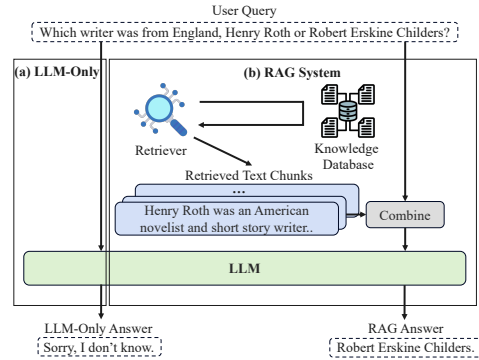 User Query
Which writer was from England, Henry Roth or Robert Erskine Childers?
(a) LLM-Only
(b) RAG System
Retriever
Knowledge
Database
Retrieved Text Chunks
...
Henry Roth was an American
novelist and short story writer..
Combine
LLM
LLM-Only Answer
Sorry, I don't know.
RAG Answer
Robert Erskine Childers.